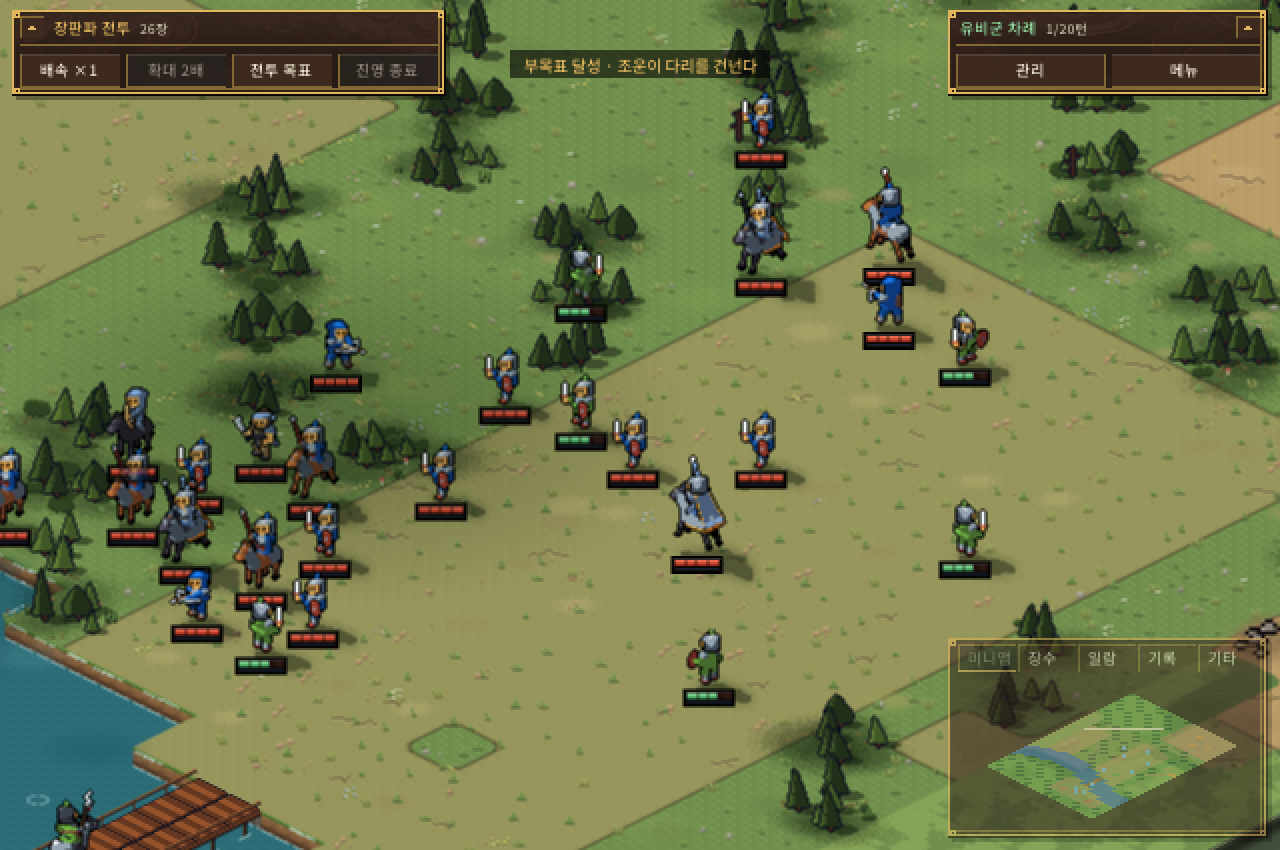 장판파 전투 26장
배속 ×1 확대 2배 전투 목표 진영 종료
부목표 달성 · 조운이 다리를 건넌다
유비군 차례 1/20턴
관리 메뉴
미니맵 장수 일람 기록 기타